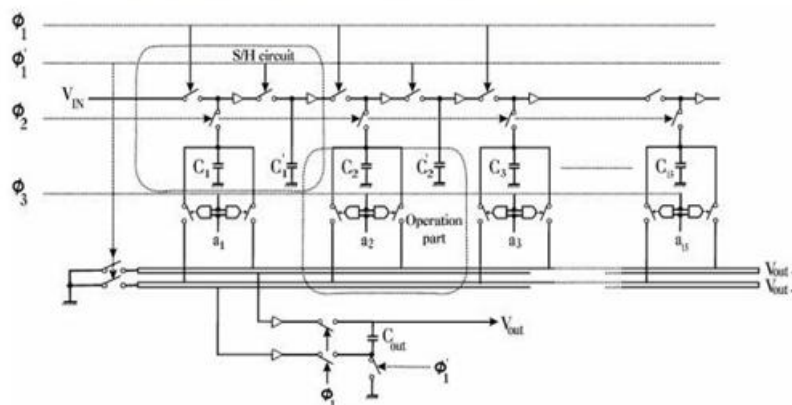 ϕ1
S/H circuit
ϕ1'
VIN
ϕ2
C1 C1' C2 C2' C3 C15
ϕ3
Operation part
a1 a2 a3 a15
Vout
Vout
Vout
Cout
ϕ1'